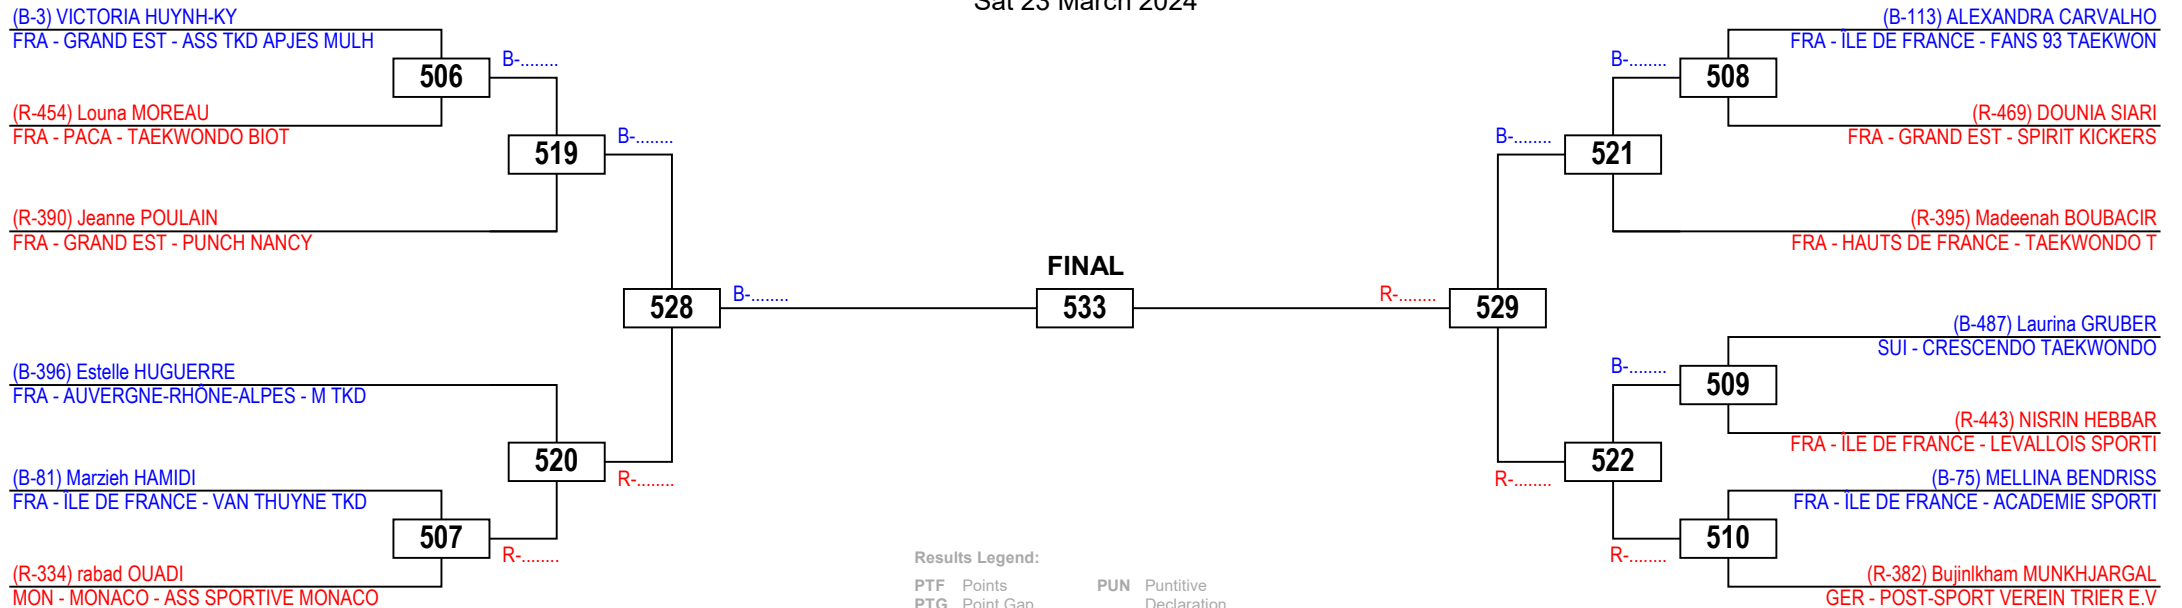 Sat 23 March 2024
(B-3) VICTORIA HUYNH-KY
FRA - GRAND EST - ASS TKD APJES MULH
506
B-........
(R-454) Louna MOREAU
FRA - PACA - TAEKWONDO BIOT
519
B-........
(R-390) Jeanne POULAIN
FRA - GRAND EST - PUNCH NANCY
528
B-........
(B-396) Estelle HUGUERRE
FRA - AUVERGNE-RHÔNE-ALPES - M TKD
520
R-........
(B-81) Marzieh HAMIDI
FRA - ÎLE DE FRANCE - VAN THUYNE TKD
507
R-........
(R-334) rabad OUADI
MON - MONACO - ASS SPORTIVE MONACO
FINAL
533
(B-113) ALEXANDRA CARVALHO
FRA - ÎLE DE FRANCE - FANS 93 TAEKWON
B-........
508
(R-469) DOUNIA SIARI
FRA - GRAND EST - SPIRIT KICKERS
B-........
521
(R-395) Madeenah BOUBACIR
FRA - HAUTS DE FRANCE - TAEKWONDO T
R-........
529
(B-487) Laurina GRUBER
SUI - CRESCENDO TAEKWONDO
B-........
509
(R-443) NISRIN HEBBAR
FRA - ÎLE DE FRANCE - LEVALLOIS SPORTI
R-........
522
(B-75) MELLINA BENDRISS
FRA - ÎLE DE FRANCE - ACADEMIE SPORTI
R-........
510
(R-382) Bujinlkham MUNKHJARGAL
GER - POST-SPORT VEREIN TRIER E.V
Results Legend:
PTF Points PUN Puntitive
PTG Point Gap Declaration